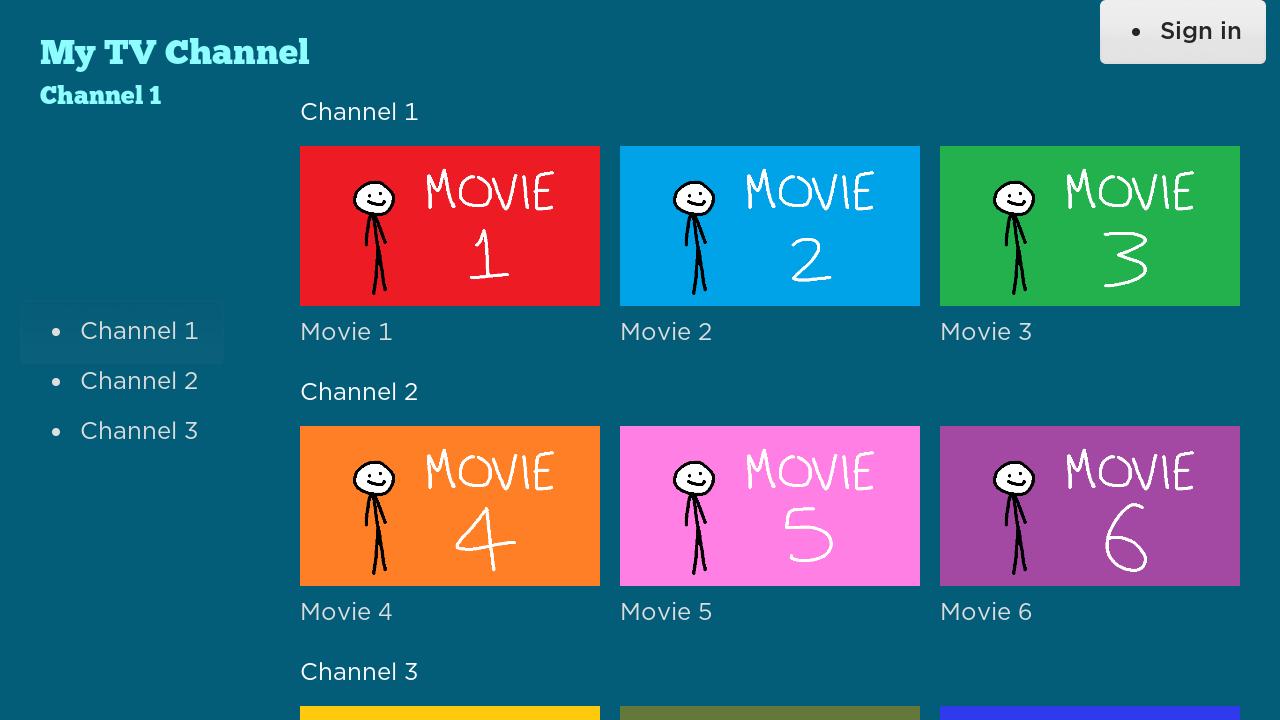 My TV Channel
Sign in
Channel 1
Channel 1
MOVIE
1
MOVIE
2
MOVIE
3
Movie 1
Movie 2
Movie 3
Channel 1
Channel 2
Channel 3
Channel 2
MOVIE
4
MOVIE
5
MOVIE
6
Movie 4
Movie 5
Movie 6
Channel 3